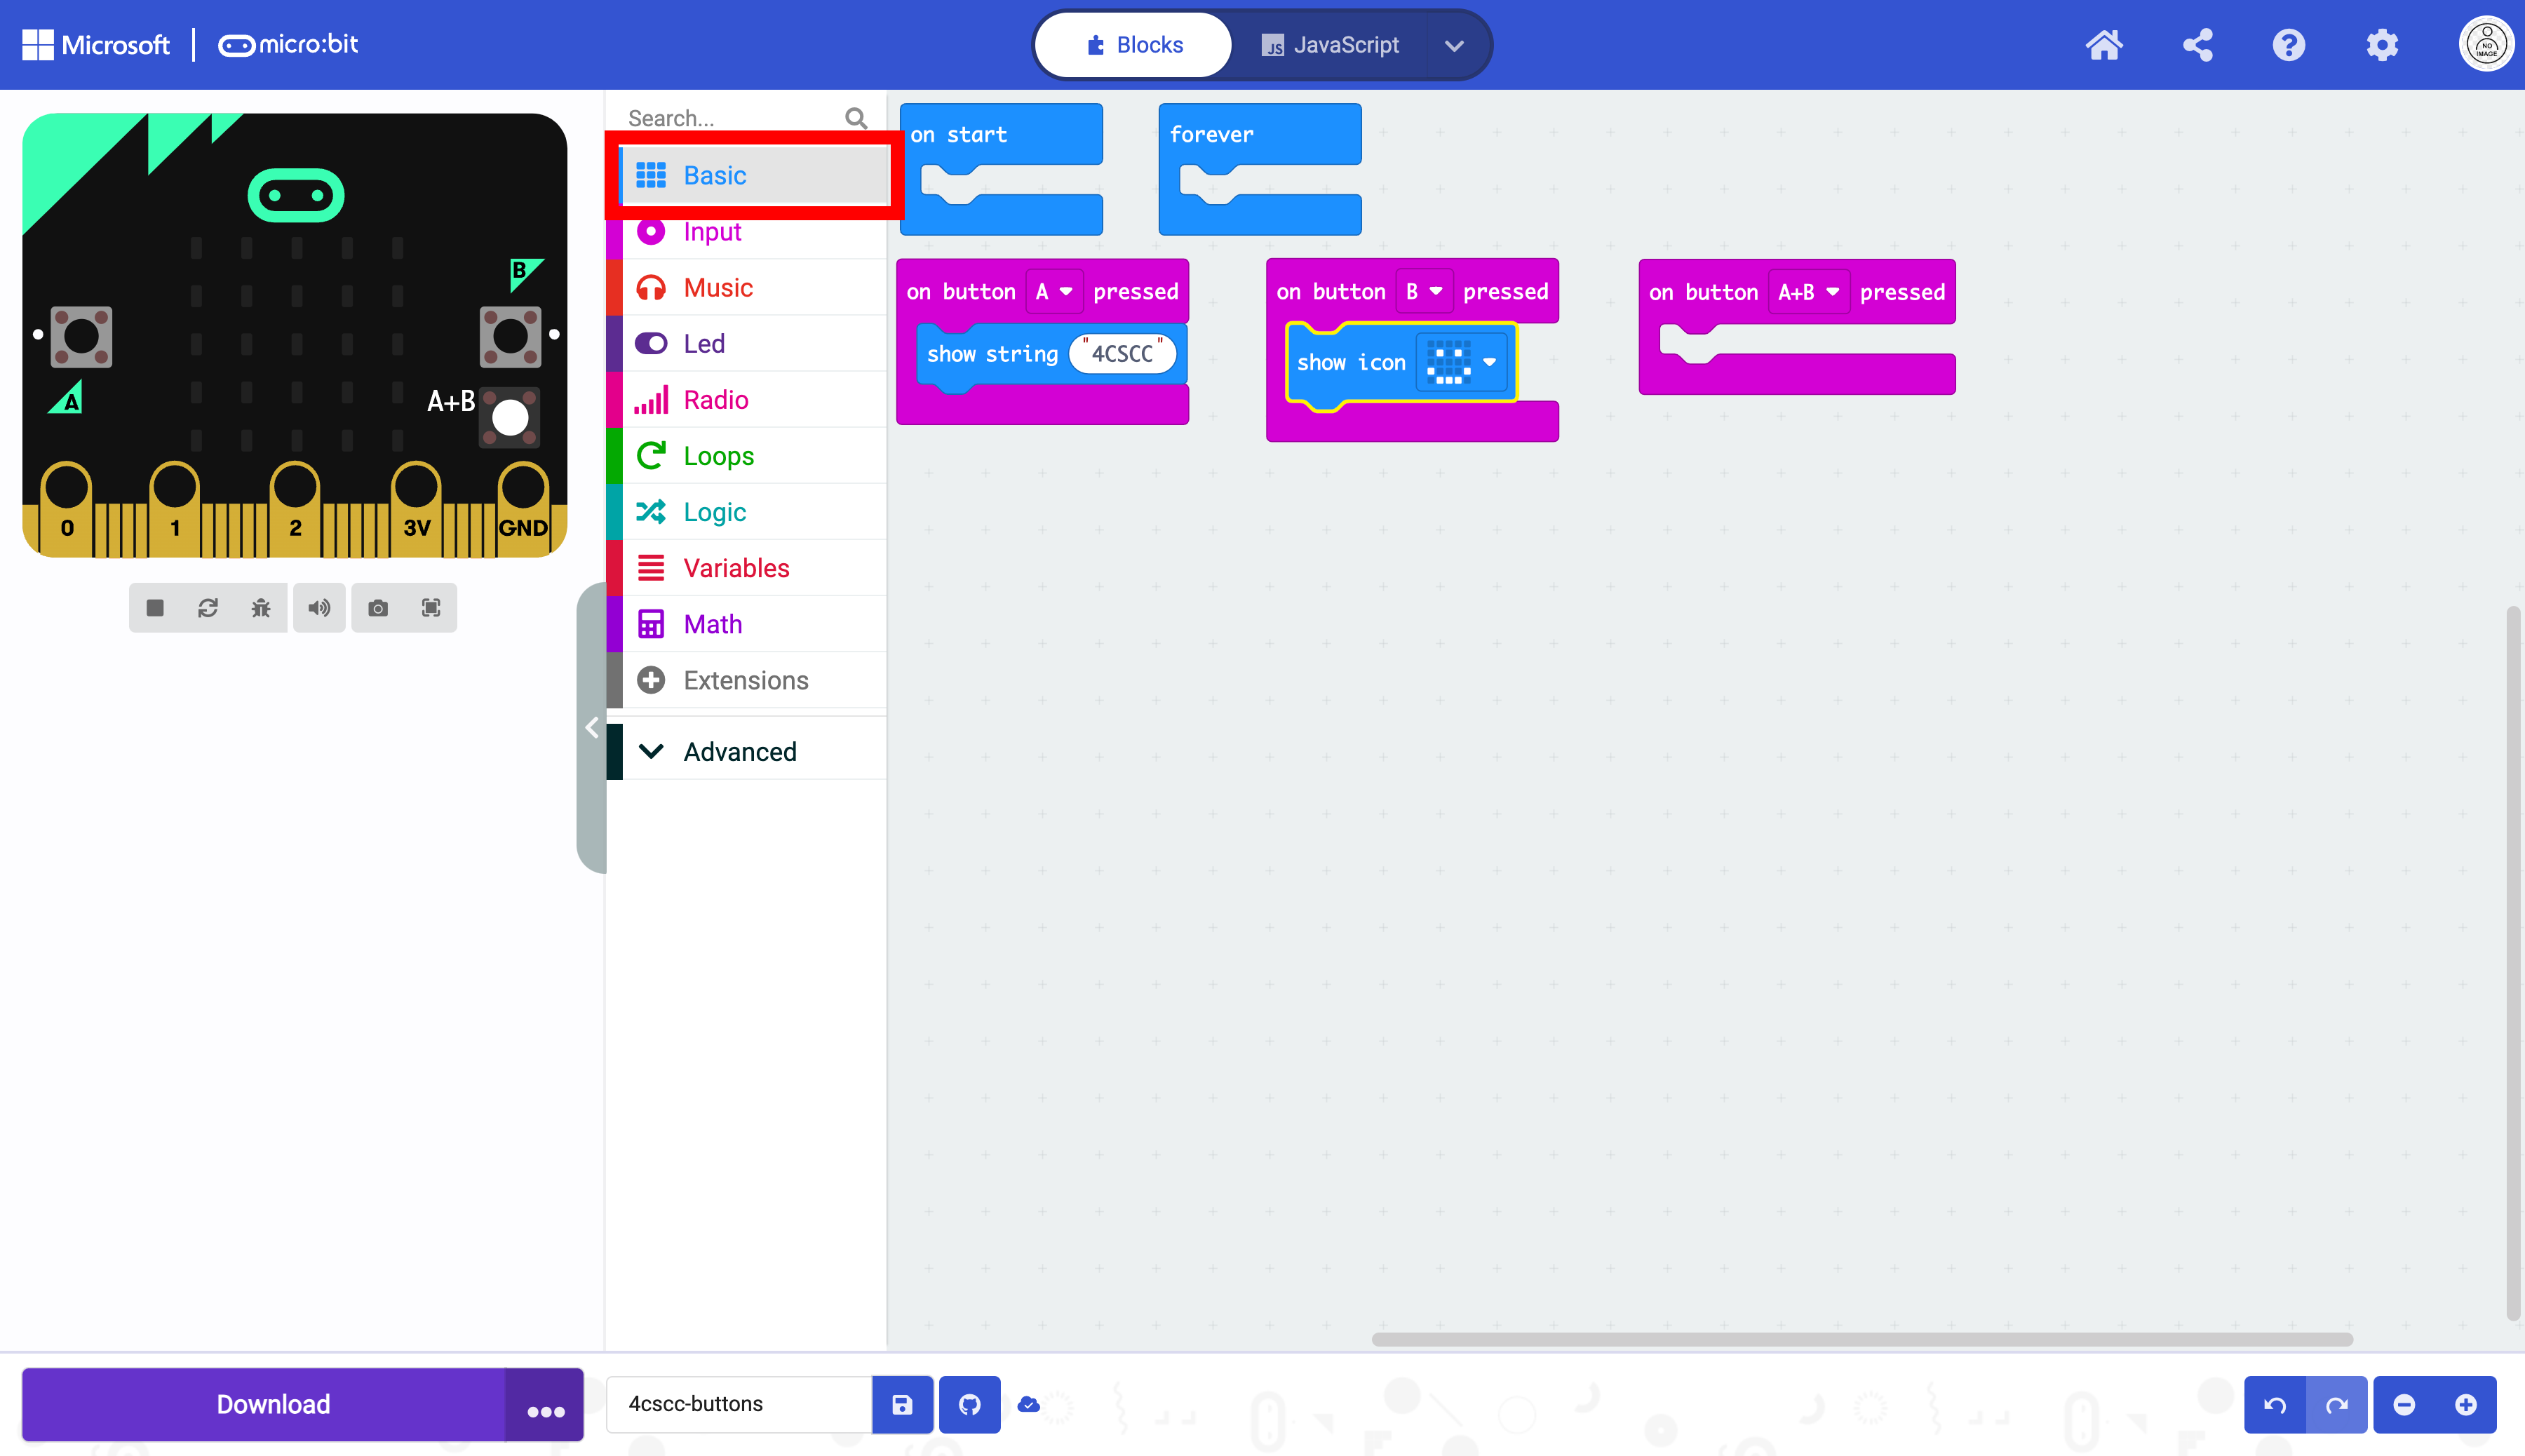 Microsoft | micro:bit
Blocks
JavaScript
NO
IMAGE
Search...
Basic
Input
Music
Led
Radio
Loops
Logic
Variables
Math
Extensions
Advanced
B
A
A+B
0 1 2 3V GND
on start
forever
on button A pressed
show string "4CSCC"
on button B pressed
show icon
on button A+B pressed
Download
4cscc-buttons